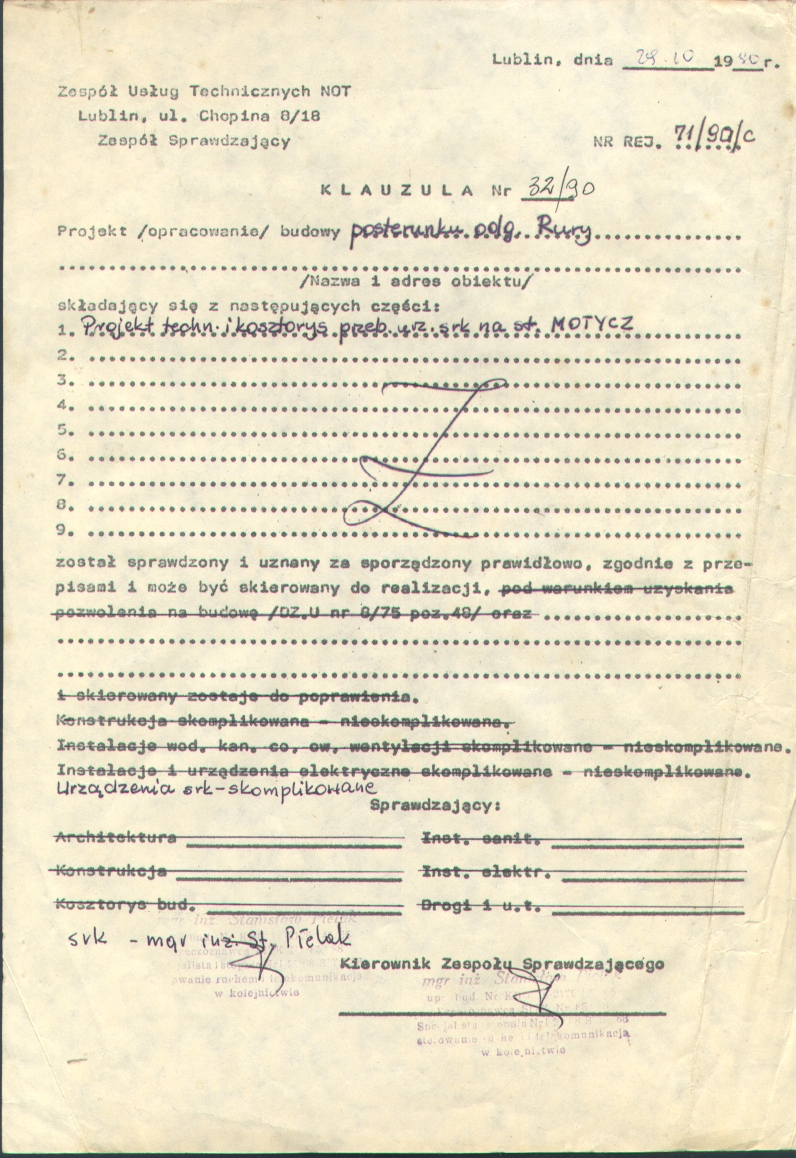 Lublin, dnia 29.10 1990r.
Zespół Usług Technicznych NOT
Lublin, ul. Chopina 8/18
Zespół Sprawdzający
NR REJ. 71/90/c
KLAUZULA Nr 32/90
Projekt /opracowanie/ budowy posterunku odg. Rury
/Nazwa i adres obiektu/
składający się z następujących części:
1. Projekt techn. i kosztorys przeb. urz. srk na st. MOTYCZ
2.
3.
4.
5.
6.
7.
8.
9.
został sprawdzony i uznany za sporządzony prawidłowo, zgodnie z prze-
pisami i może być skierowany do realizacji, pod warunkiem uzyskania
pozwolenia na budowę /DZ.U nr 8/75 poz.48/ oraz
i skierowany zostaje do poprawienia.
Konstrukcja skomplikowana - nieskomplikowana.
Instalacje wod. kan. co, cw, wentylacji skomplikowane - nieskomplikowane.
Instalacje i urządzenia elektryczne skomplikowane - nieskomplikowane.
Urządzenia srk - skomplikowane
Sprawdzający:
Architektura Inst. sanit.
Konstrukcja Inst. elektr.
Kosztorys bud. Drogi i u.t.
mgr inż. Stanisław Pielak
srk - mgr inż. St. Pielak
w kolejnictwie
Kierownik Zespołu Sprawdzającego
mgr inż.
telekomunikacja
w kolejnictwie